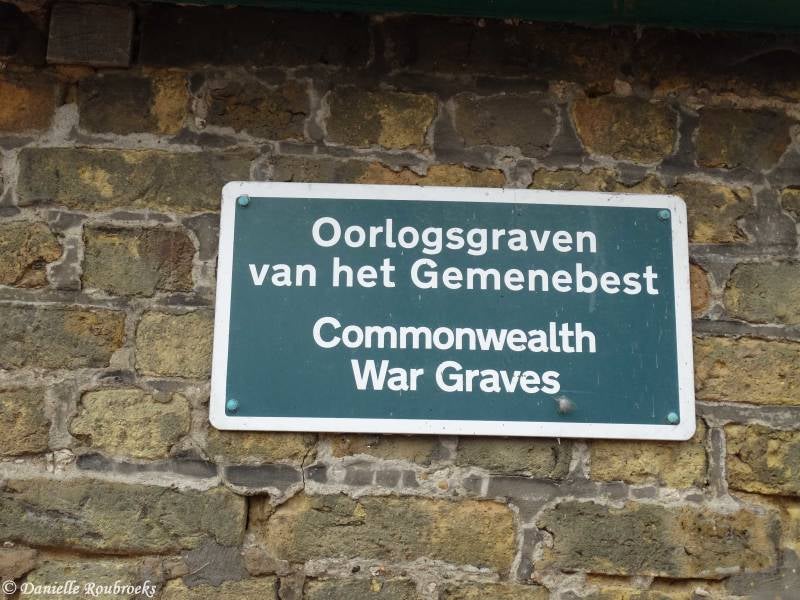 Oorlogsgraven
van het Gemenebest
Commonwealth
War Graves
© Danielle Roubroeks